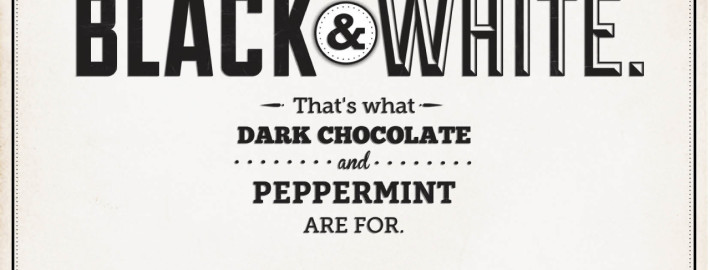 BLACK & WHITE.
That's what
DARK CHOCOLATE
and
PEPPERMINT
ARE FOR.